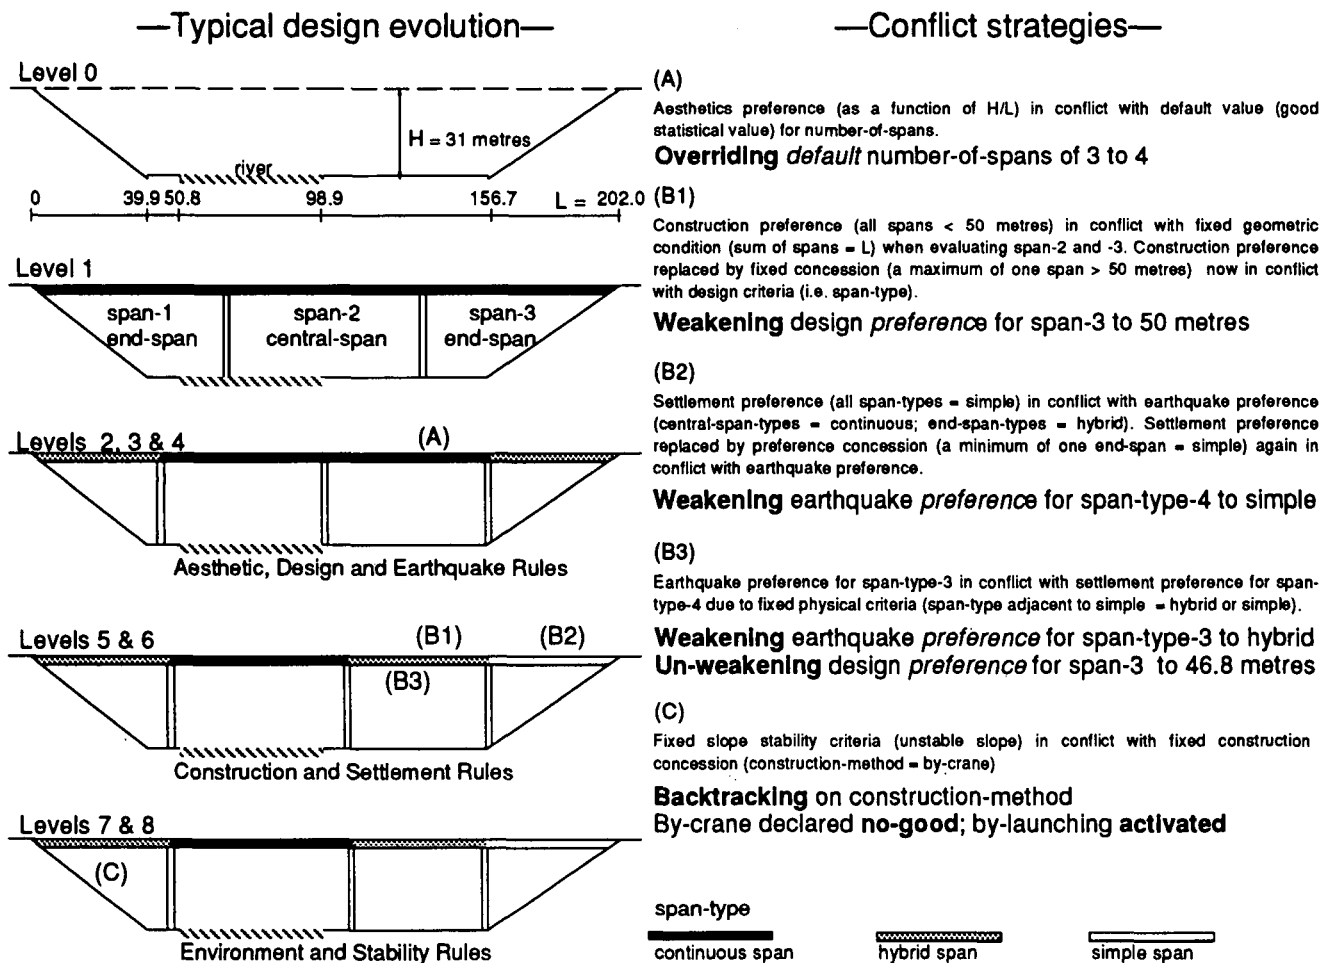 —Typical design evolution—
Level 0
H = 31 metres
river
0 39.9 50.8 98.9 156.7 L = 202.0
Level 1
span-1 span-2 span-3
end-span central-span end-span
Levels 2, 3 & 4 (A)
Aesthetic, Design and Earthquake Rules
Levels 5 & 6 (B1) (B2)
(B3)
Construction and Settlement Rules
Levels 7 & 8
(C)
Environment and Stability Rules
—Conflict strategies—
(A)
Aesthetics preference (as a function of H/L) in conflict with default value (good
statistical value) for number-of-spans.
Overriding default number-of-spans of 3 to 4
(B1)
Construction preference (all spans < 50 metres) in conflict with fixed geometric
condition (sum of spans = L) when evaluating span-2 and -3. Construction preference
replaced by fixed concession (a maximum of one span > 50 metres) now in conflict
with design criteria (i.e. span-type).
Weakening design preference for span-3 to 50 metres
(B2)
Settlement preference (all span-types = simple) in conflict with earthquake preference
(central-span-types = continuous; end-span-types = hybrid). Settlement preference
replaced by preference concession (a minimum of one end-span = simple) again in
conflict with earthquake preference.
Weakening earthquake preference for span-type-4 to simple
(B3)
Earthquake preference for span-type-3 in conflict with settlement preference for span-
type-4 due to fixed physical criteria (span-type adjacent to simple = hybrid or simple).
Weakening earthquake preference for span-type-3 to hybrid
Un-weakening design preference for span-3 to 46.8 metres
(C)
Fixed slope stability criteria (unstable slope) in conflict with fixed construction
concession (construction-method = by-crane)
Backtracking on construction-method
By-crane declared no-good; by-launching activated
span-type
continuous span hybrid span simple span